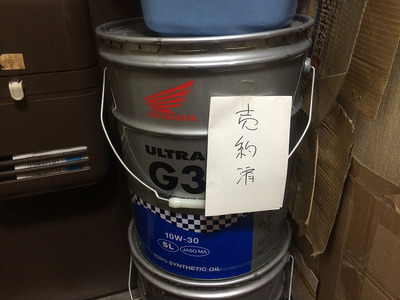 HONDA
ULTRA
G3
10W-30
SL
JASO MA
100% SYNTHETIC OIL
売
約
済